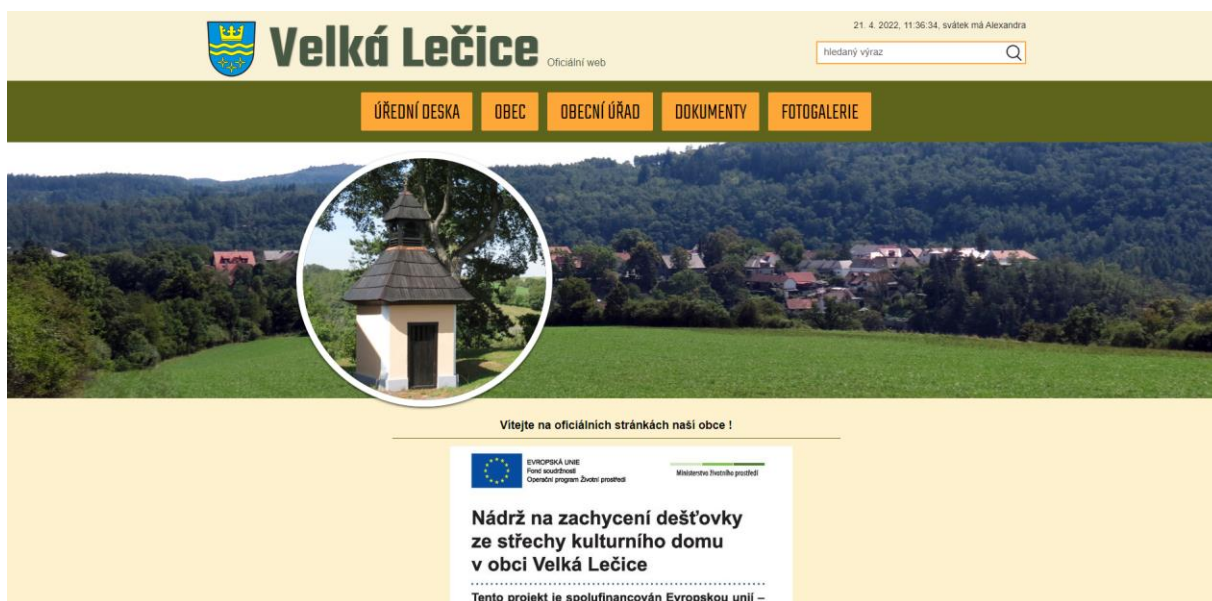 21. 4. 2022, 11:36:34, svátek má Alexandra
Velká Lečice
Oficiální web
hledaný výraz
ÚŘEDNÍ DESKA
OBEC
OBECNÍ ÚŘAD
DOKUMENTY
FOTOGALERIE
Vítejte na oficiálních stránkách naší obce !
EVROPSKÁ UNIE
Fond soudržnosti
Operační program Životní prostředí
Ministerstvo životního prostředí
Nádrž na zachycení dešťovky
ze střechy kulturního domu
v obci Velká Lečice
Tento projekt je spolufinancován Evropskou unií –